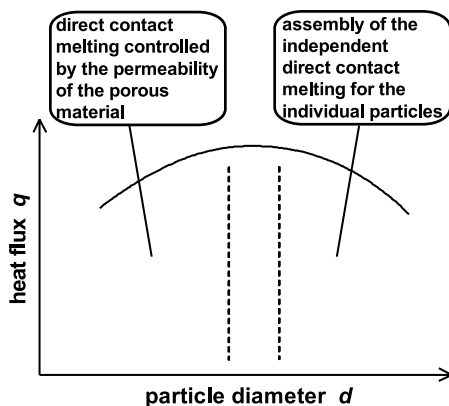 direct contact
melting controlled
by the permeability
of the porous
material
assembly of the
independent
direct contact
melting for the
individual particles
heat flux q
particle diameter d